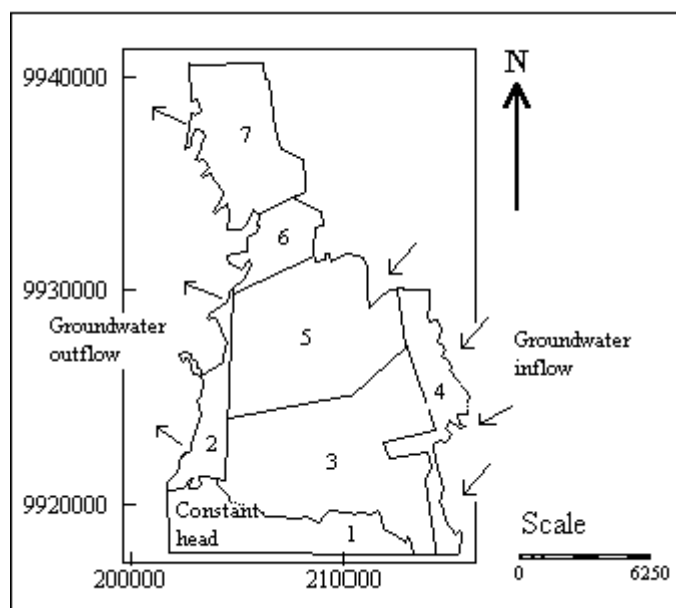 9940000
N
7
6
9930000
Groundwater
outflow
5
Groundwater
inflow
4
2
3
9920000
Constant
head
1
Scale
0 6250
200000 210000